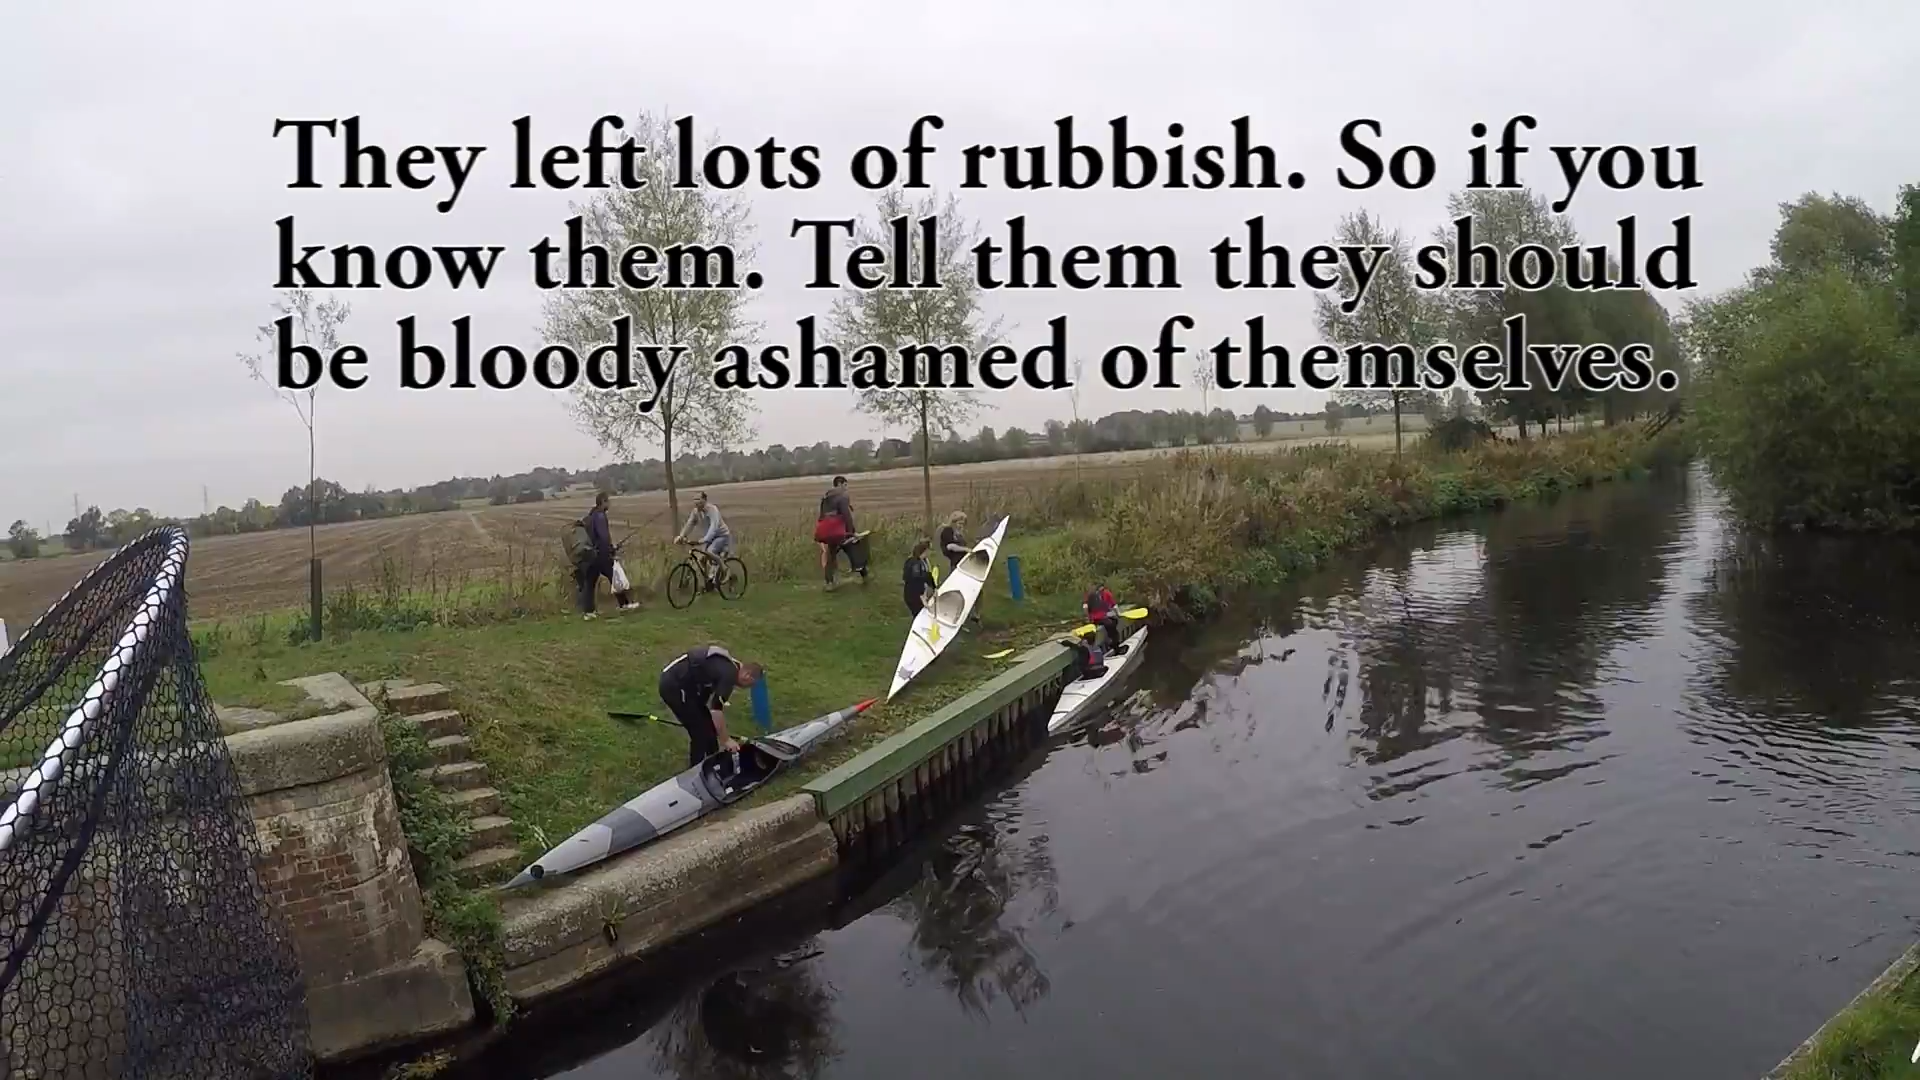 They left lots of rubbish. So if you
know them. Tell them they should
be bloody ashamed of themselves.